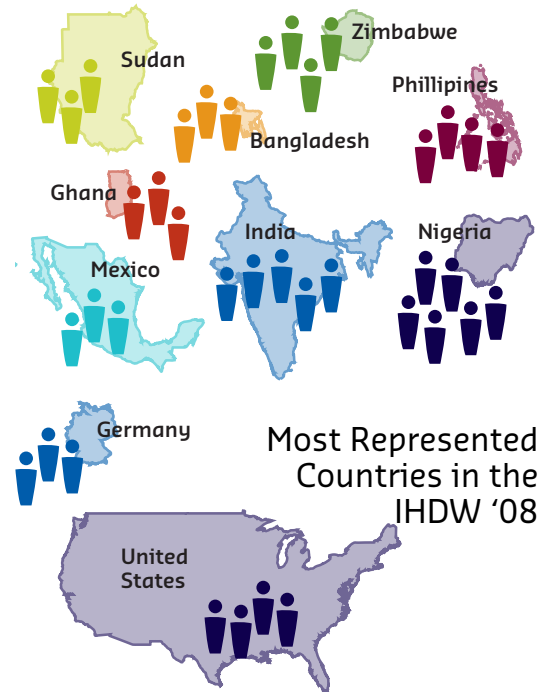 Zimbabwe
Sudan
Phillipines
Bangladesh
Ghana
India
Nigeria
Mexico
Germany
Most Represented
Countries in the
IHDW ‘08
United
States